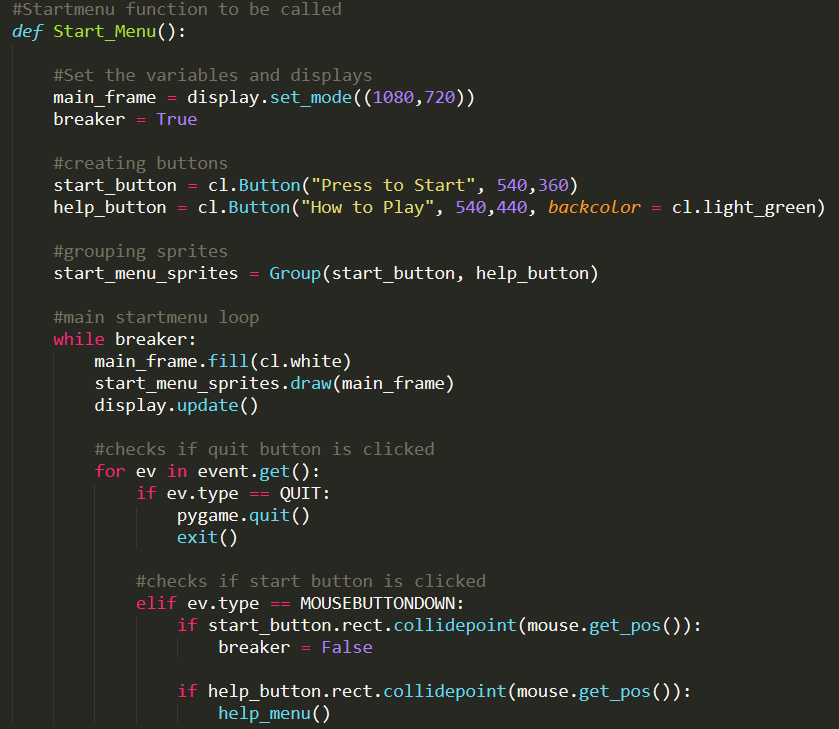 #Startmenu function to be called
def Start_Menu():
#Set the variables and displays
main_frame = display.set_mode((1080,720))
breaker = True
#creating buttons
start_button = cl.Button("Press to Start", 540,360)
help_button = cl.Button("How to Play", 540,440, backcolor = cl.light_green)
#grouping sprites
start_menu_sprites = Group(start_button, help_button)
#main startmenu loop
while breaker:
main_frame.fill(cl.white)
start_menu_sprites.draw(main_frame)
display.update()
#checks if quit button is clicked
for ev in event.get():
if ev.type == QUIT:
pygame.quit()
exit()
#checks if start button is clicked
elif ev.type == MOUSEBUTTONDOWN:
if start_button.rect.collidepoint(mouse.get_pos()):
breaker = False
if help_button.rect.collidepoint(mouse.get_pos()):
help_menu()